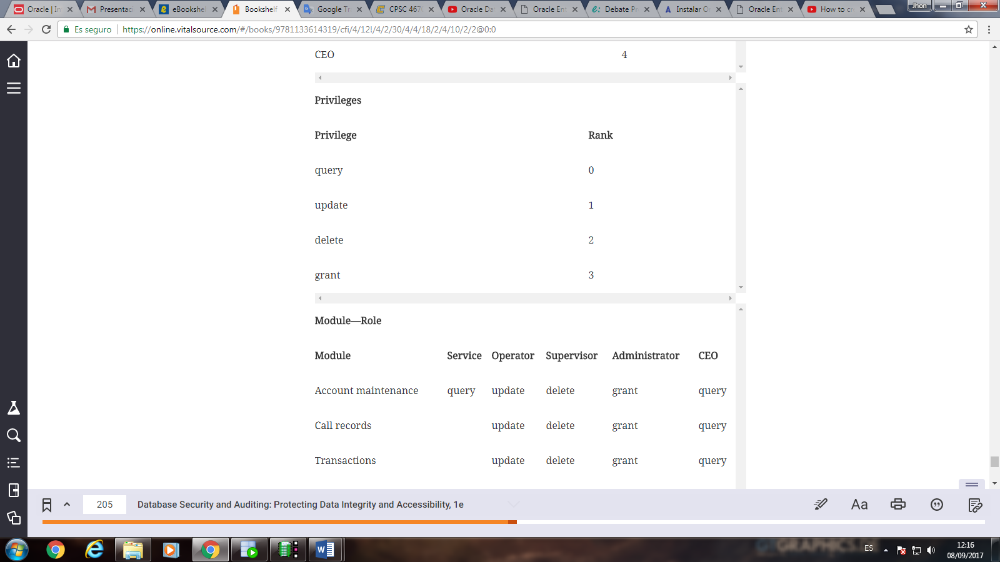 Oracle | In
Presentaci
eBookshel
Bookshelf
Google Tr
CPSC 467
Oracle Da
Oracle En
Debate Pr
Instalar O
Oracle En
How to cr
Jhon
Es seguro
https://online.vitalsource.com/#/books/9781133614319/cfi/4/12!/4/2/30/4/4/18/2/4/10/2/2@0:0
CEO 4
Privileges
Privilege Rank
query 0
update 1
delete 2
grant 3
Module—Role
Module Service Operator Supervisor Administrator CEO
Account maintenance query update delete grant query
Call records update delete grant query
Transactions update delete grant query
205 Database Security and Auditing: Protecting Data Integrity and Accessibility, 1e
Aa
ES
12:16
08/09/2017